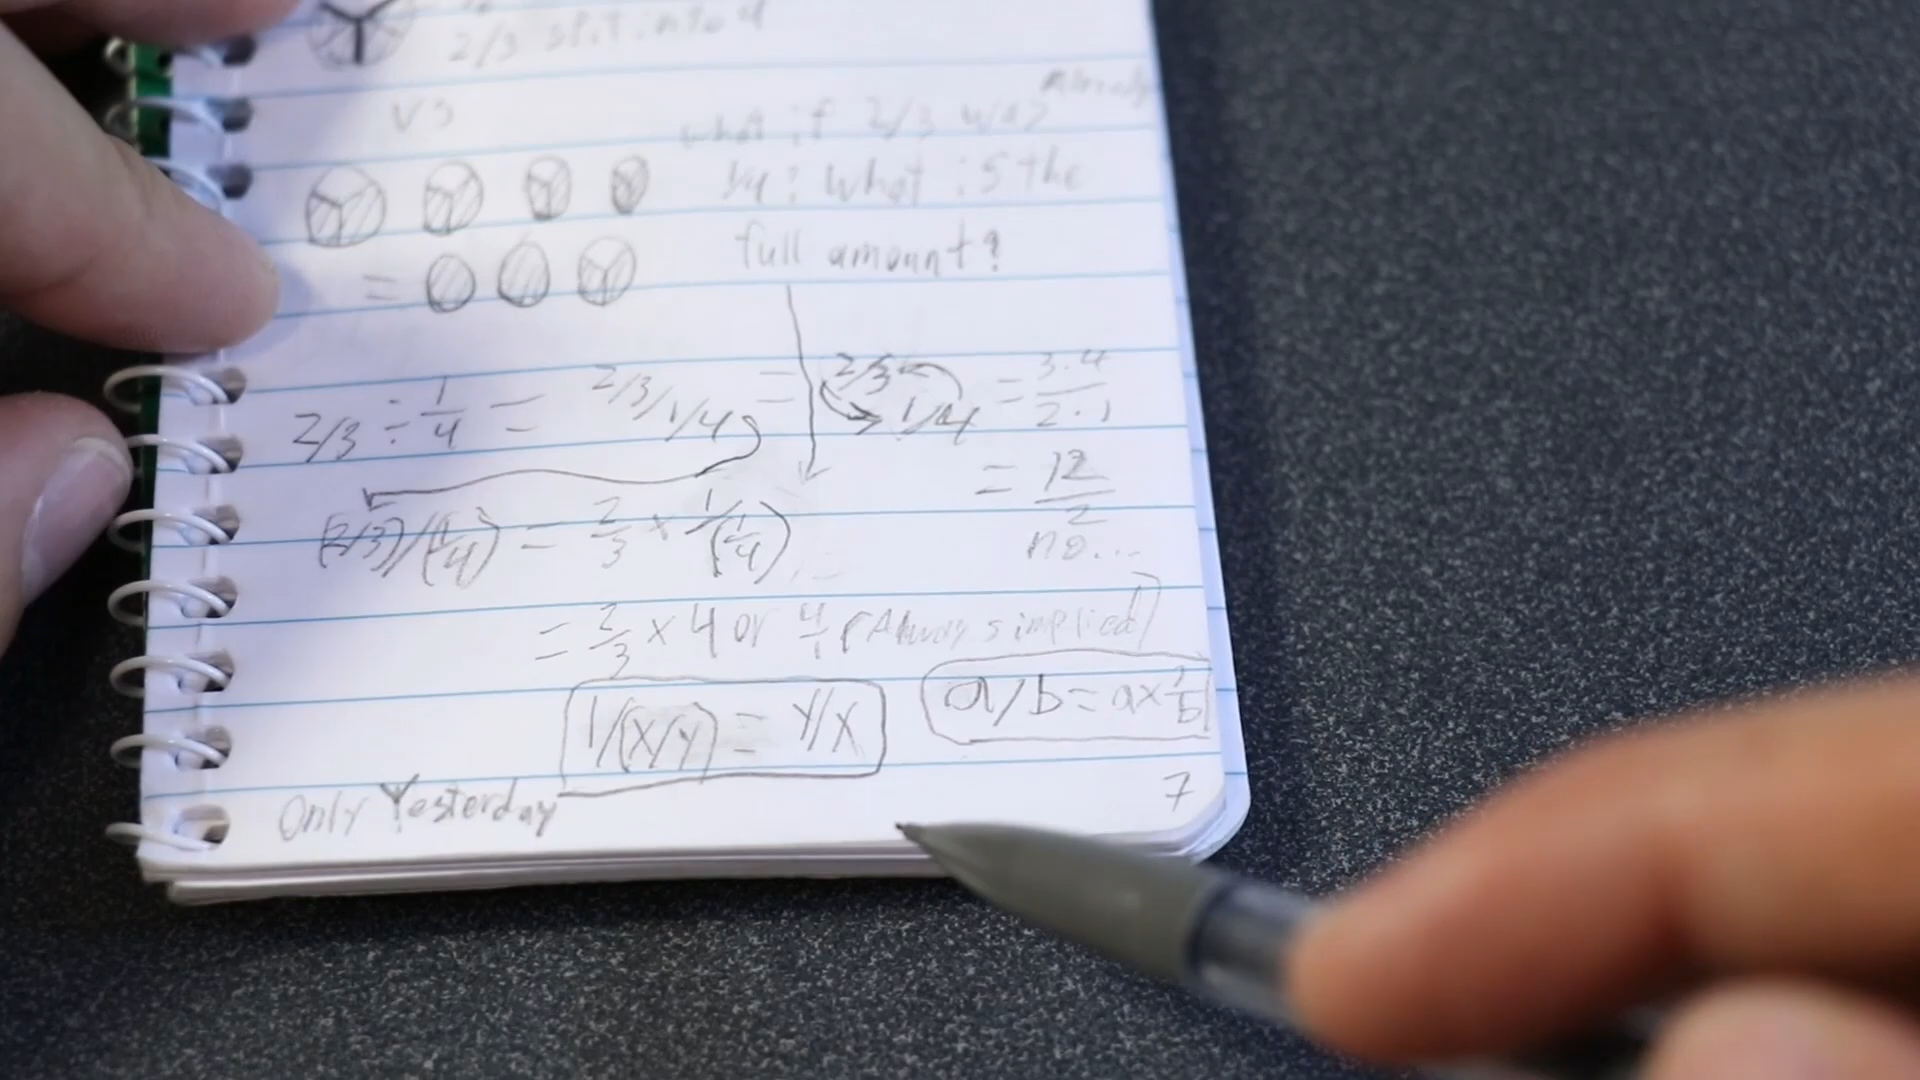 2/3 split into 4
VS
Already
what if 2/3 was
1/4? What is the
full amount?
2/3 ÷ 1/4 = 2/3/1/4 = 2/3 1/4 = 3·4/2·1
= 12/2
no...
(2/3)/(1/4) = 2/3 × 1/(1/4)
= 2/3 × 4 or 4/1 (Always implied)
1/(X/Y) = Y/X
a/b = a×1/b
Only Yesterday
7